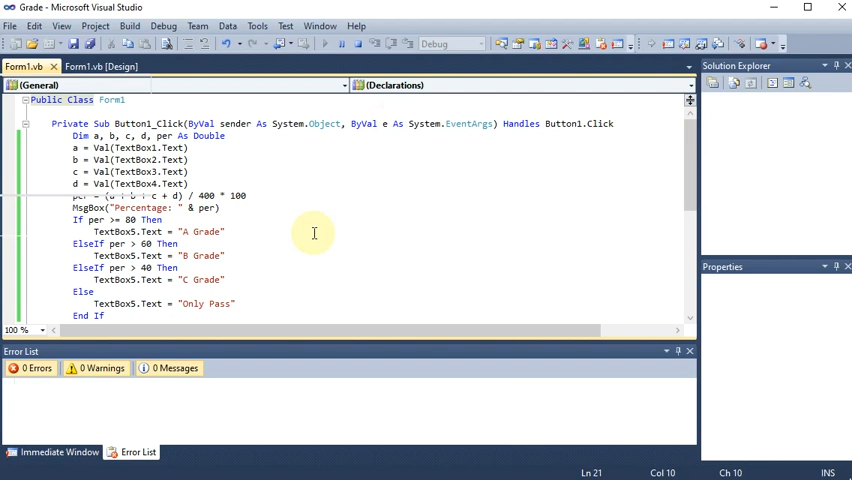 Grade - Microsoft Visual Studio
File Edit View Project Build Debug Team Data Tools Test Window Help
Debug
Form1.vb Form1.vb [Design]
Solution Explorer
(General) (Declarations)
Public Class Form1
Private Sub Button1_Click(ByVal sender As System.Object, ByVal e As System.EventArgs) Handles Button1.Click
Dim a, b, c, d, per As Double
a = Val(TextBox1.Text)
b = Val(TextBox2.Text)
c = Val(TextBox3.Text)
d = Val(TextBox4.Text)
per = (a + b + c + d) / 400 * 100
MsgBox("Percentage: " & per)
If per >= 80 Then
TextBox5.Text = "A Grade"
ElseIf per > 60 Then
TextBox5.Text = "B Grade"
ElseIf per > 40 Then
TextBox5.Text = "C Grade"
Else
TextBox5.Text = "Only Pass"
End If
100 %
Properties
Error List
0 Errors 0 Warnings 0 Messages
Immediate Window Error List
Ln 21 Col 10 Ch 10 INS